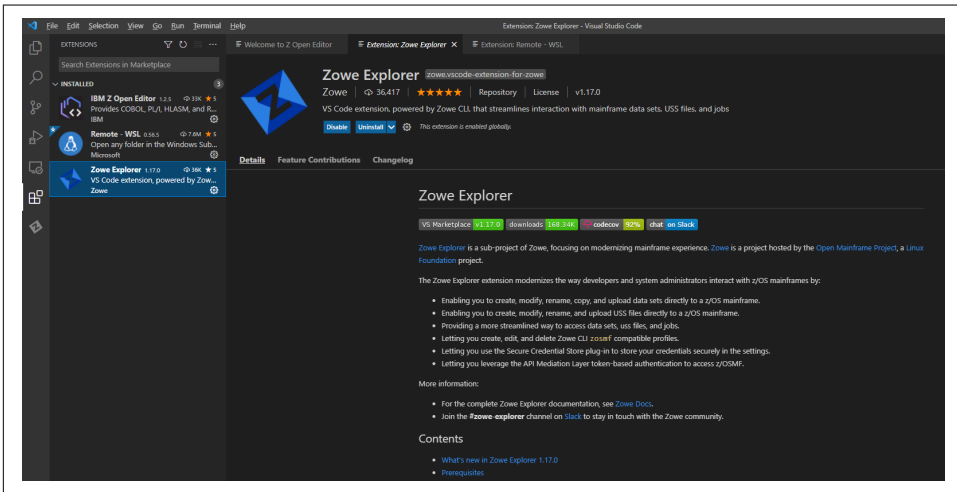 File Edit Selection View Go Run Terminal Help
Extension: Zowe Explorer - Visual Studio Code
EXTENSIONS
Search Extensions in Marketplace
INSTALLED
3
IBM Z Open Editor 1.2.5 33K ★ 5
Provides COBOL, PL/I, HLASM, and R...
IBM
Remote - WSL 0.58.5 7.6M ★ 5
Open any folder in the Windows Sub...
Microsoft
Zowe Explorer 1.17.0 36K ★ 5
VS Code extension, powered by Zow...
Zowe
Welcome to Z Open Editor
Extension: Zowe Explorer
Extension: Remote - WSL
Zowe Explorer zowe.vscode-extension-for-zowe
Zowe | 36,417 | ★★★★★ | Repository | License | v1.17.0
VS Code extension, powered by Zowe CLI, that streamlines interaction with mainframe data sets, USS files, and jobs
Disable Uninstall This extension is enabled globally.
Details Feature Contributions Changelog
Zowe Explorer
VS Marketplace v1.17.0 downloads 168.34K codecov 92% chat on Slack
Zowe Explorer is a sub-project of Zowe, focusing on modernizing mainframe experience. Zowe is a project hosted by the Open Mainframe Project, a Linux
Foundation project.
The Zowe Explorer extension modernizes the way developers and system administrators interact with z/OS mainframes by:
• Enabling you to create, modify, rename, copy, and upload data sets directly to a z/OS mainframe.
• Enabling you to create, modify, rename, and upload USS files directly to a z/OS mainframe.
• Providing a more streamlined way to access data sets, uss files, and jobs.
• Letting you create, edit, and delete Zowe CLI zosmf compatible profiles.
• Letting you use the Secure Credential Store plug-in to store your credentials securely in the settings.
• Letting you leverage the API Mediation Layer token-based authentication to access z/OSMF.
More information:
• For the complete Zowe Explorer documentation, see Zowe Docs.
• Join the #zowe-explorer channel on Slack to stay in touch with the Zowe community.
Contents
• What's new in Zowe Explorer 1.17.0
• Prerequisites